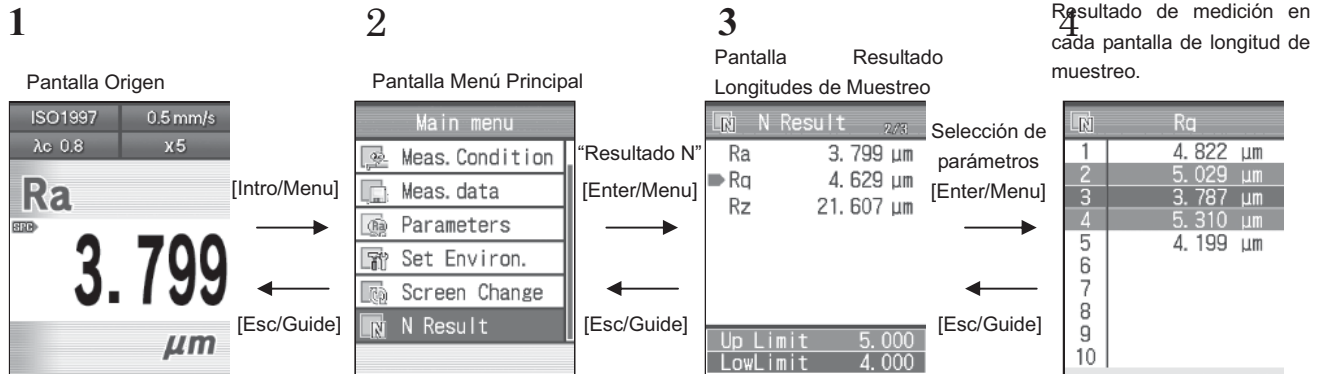 1
Pantalla Origen
ISO1997 0.5mm/s
λc 0.8 x5
Ra
SPC
3.799
μm
[Intro/Menu]
[Esc/Guide]
2
Pantalla Menú Principal
Main menu
Meas.Condition
Meas.data
Parameters
Set Environ.
Screen Change
N Result
“Resultado N”
[Enter/Menu]
[Esc/Guide]
3
Pantalla Resultado
Longitudes de Muestreo
N Result 2/3
Ra 3.799 μm
Rq 4.629 μm
Rz 21.607 μm
Up Limit 5.000
LowLimit 4.000
Selección de
parámetros
[Enter/Menu]
[Esc/Guide]
4
Resultado de medición en
cada pantalla de longitud de
muestreo.
N Rq
1 4.822 μm
2 5.029 μm
3 3.787 μm
4 5.310 μm
5 4.199 μm
6
7
8
9
10